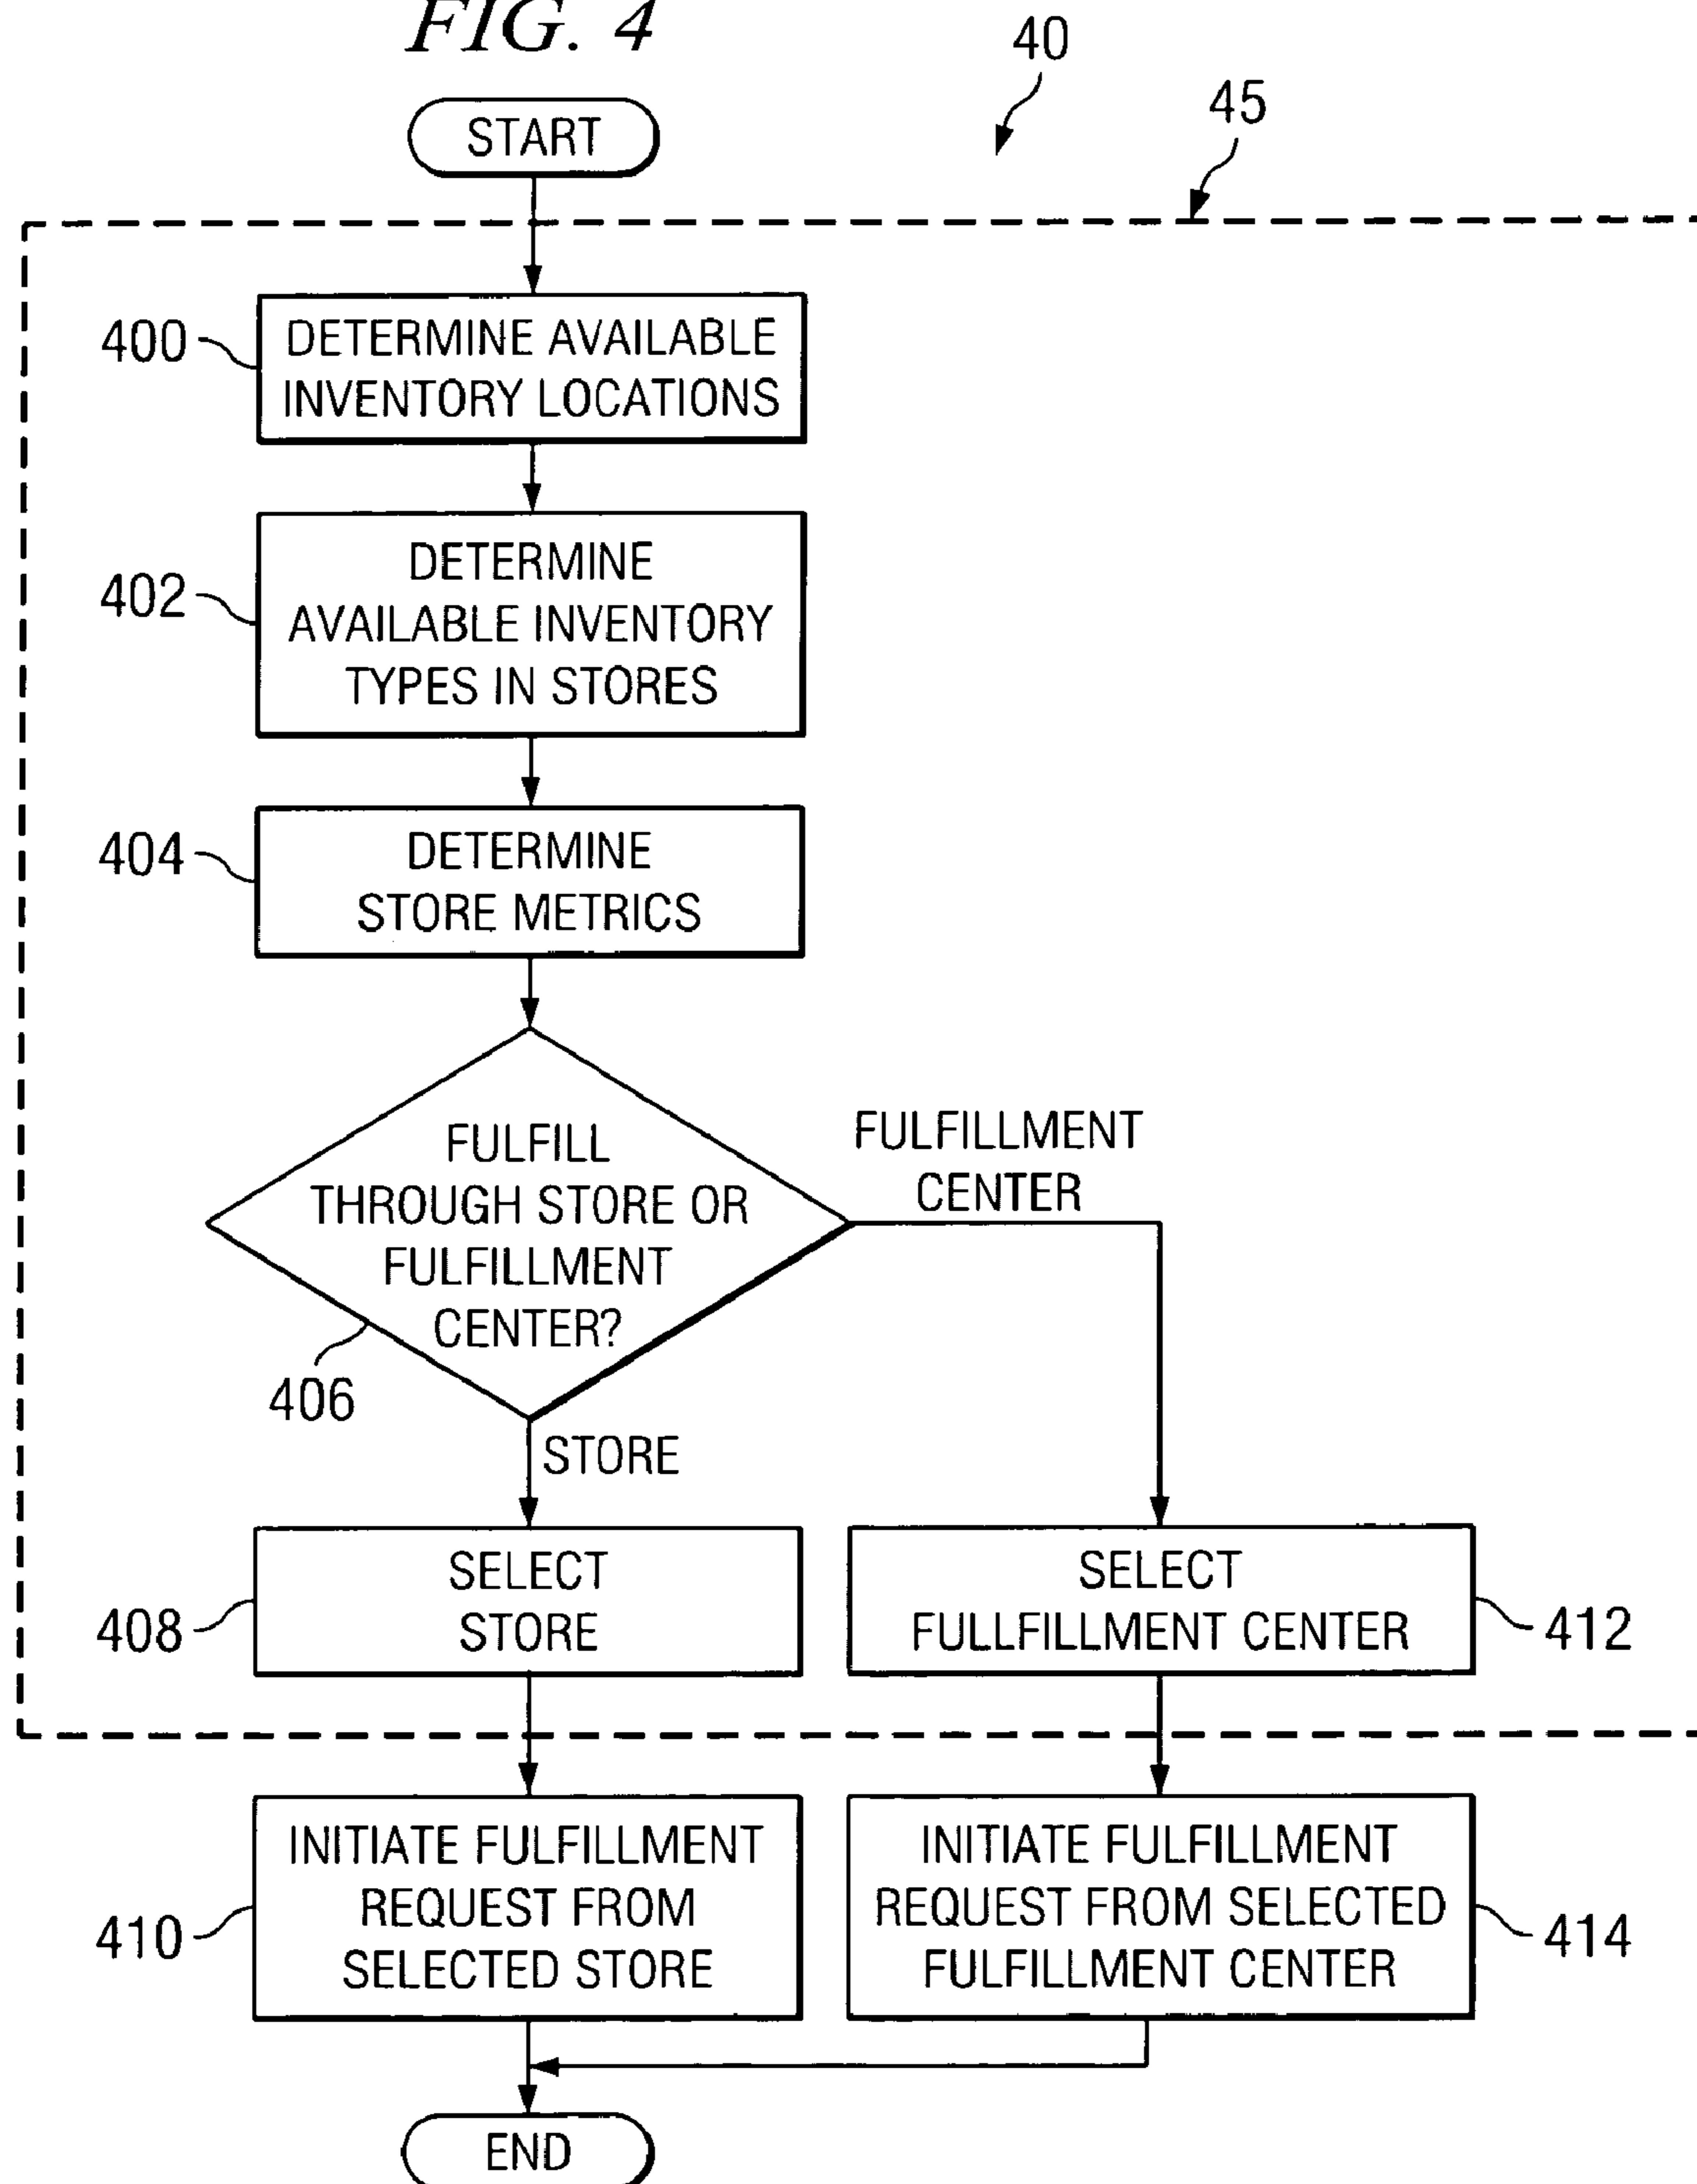 FIG. 4
40
45
START
400
DETERMINE AVAILABLE
INVENTORY LOCATIONS
402
DETERMINE
AVAILABLE INVENTORY
TYPES IN STORES
404
DETERMINE
STORE METRICS
FULFILL
THROUGH STORE OR
FULFILLMENT
CENTER?
406
FULFILLMENT
CENTER
STORE
408
SELECT
STORE
SELECT
FULLFILLMENT CENTER
412
410
INITIATE FULFILLMENT
REQUEST FROM
SELECTED STORE
INITIATE FULFILLMENT
REQUEST FROM SELECTED
FULFILLMENT CENTER
414
END